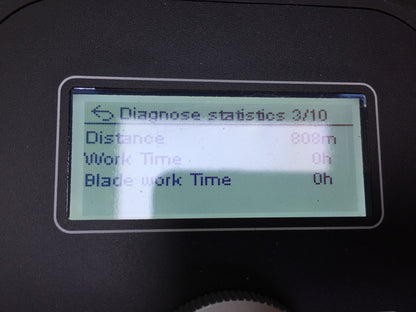 Diagnose statistics 3/10
Distance 808m
Work Time 0h
Blade work Time 0h